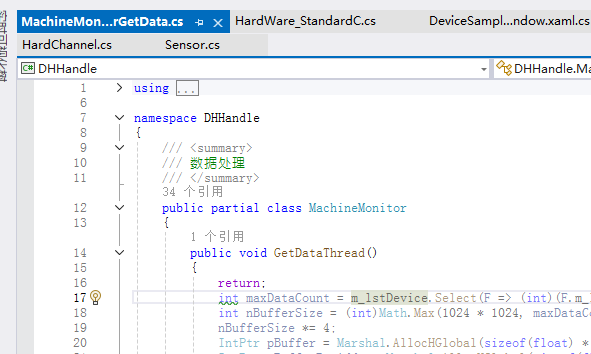 MachineMon...rGetData.cs
HardWare_StandardC.cs
DeviceSampl...ndow.xaml.cs
HardChannel.cs
Sensor.cs
DHHandle
DHHandle.Ma
1 using ...
6
7 namespace DHHandle
8 {
9 /// <summary>
10 /// 数据处理
11 /// </summary>
34 个引用
12 public partial class MachineMonitor
13 {
1 个引用
14 public void GetDataThread()
15 {
16 return;
17 int maxDataCount = m_lstDevice.Select(F => (int)(F.m_
18 int nBufferSize = (int)Math.Max(1024 * 1024, maxDataCo
19 nBufferSize *= 4;
20 IntPtr pBuffer = Marshal.AllocHGlobal(sizeof(float) *